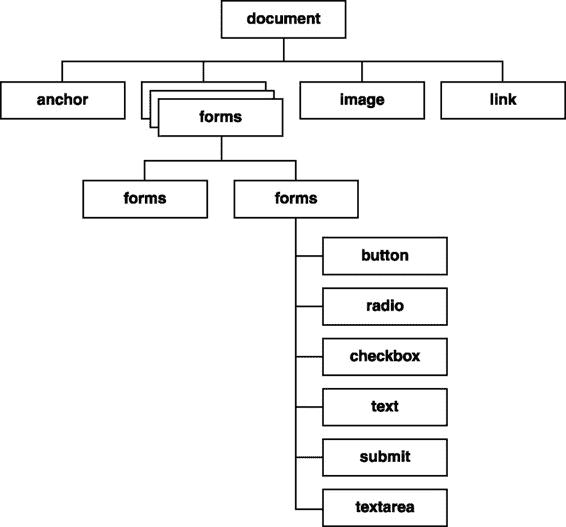 document
anchor
forms
image
link
forms
forms
button
radio
checkbox
text
submit
textarea